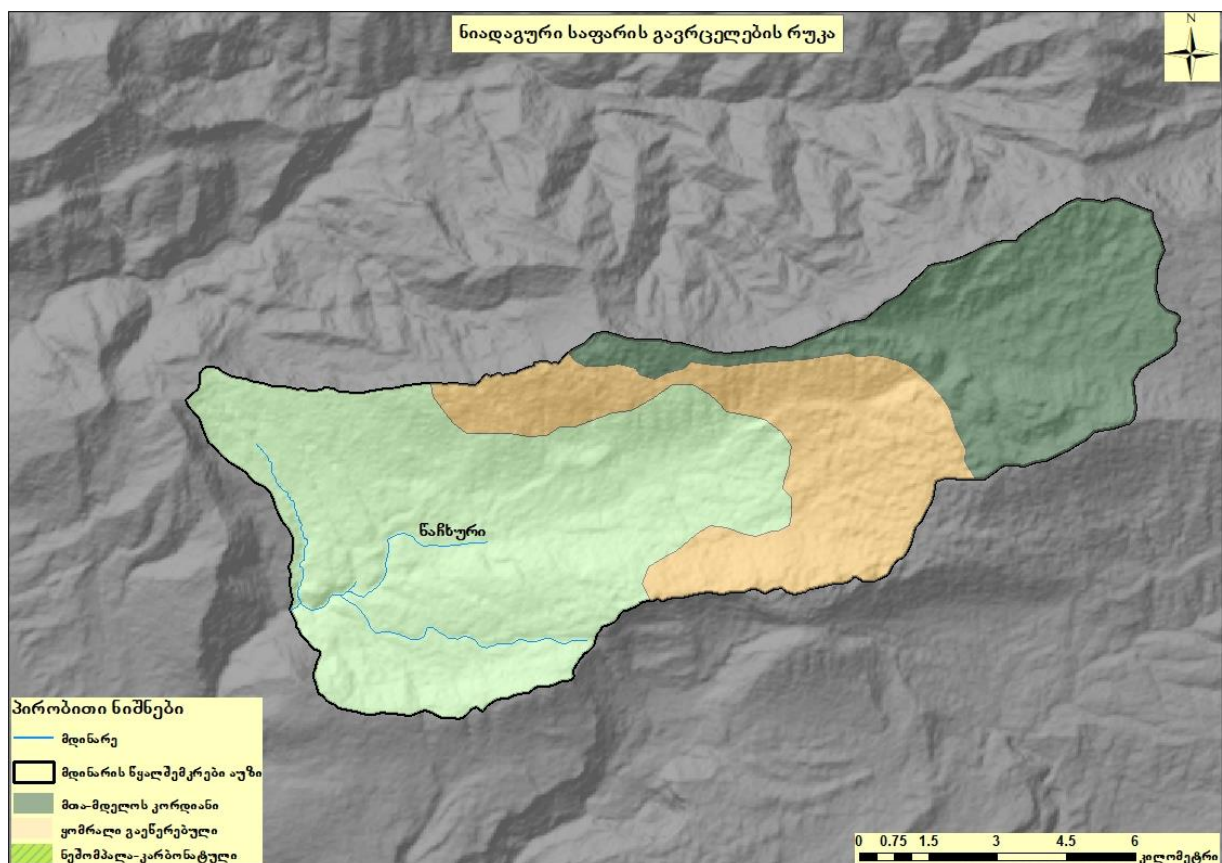 ნიადაგური საფარის გავრცელების რუკა
N
წაჩხური
პირობითი ნიშნები
მდინარე
მდინარის წყალშემკრები აუზი
მთა-მდელოს კორდიანი
ყომრალი გაეწერებული
ნეშომპალა-კარბონატული
0 0.75 1.5 3 4.5 6
კილომეტრი